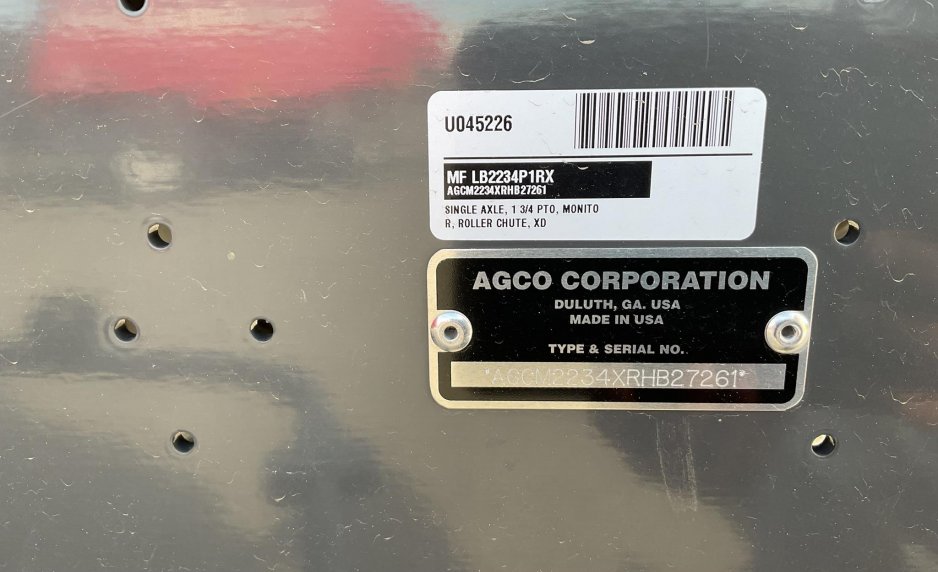 U045226
MF LB2234P1RX
AGCM2234XRHB27261
SINGLE AXLE, 1 3/4 PTO, MONITO
R, ROLLER CHUTE, XD
AGCO CORPORATION
DULUTH, GA. USA
MADE IN USA
TYPE & SERIAL NO.
*AGCM2234XRHB27261*